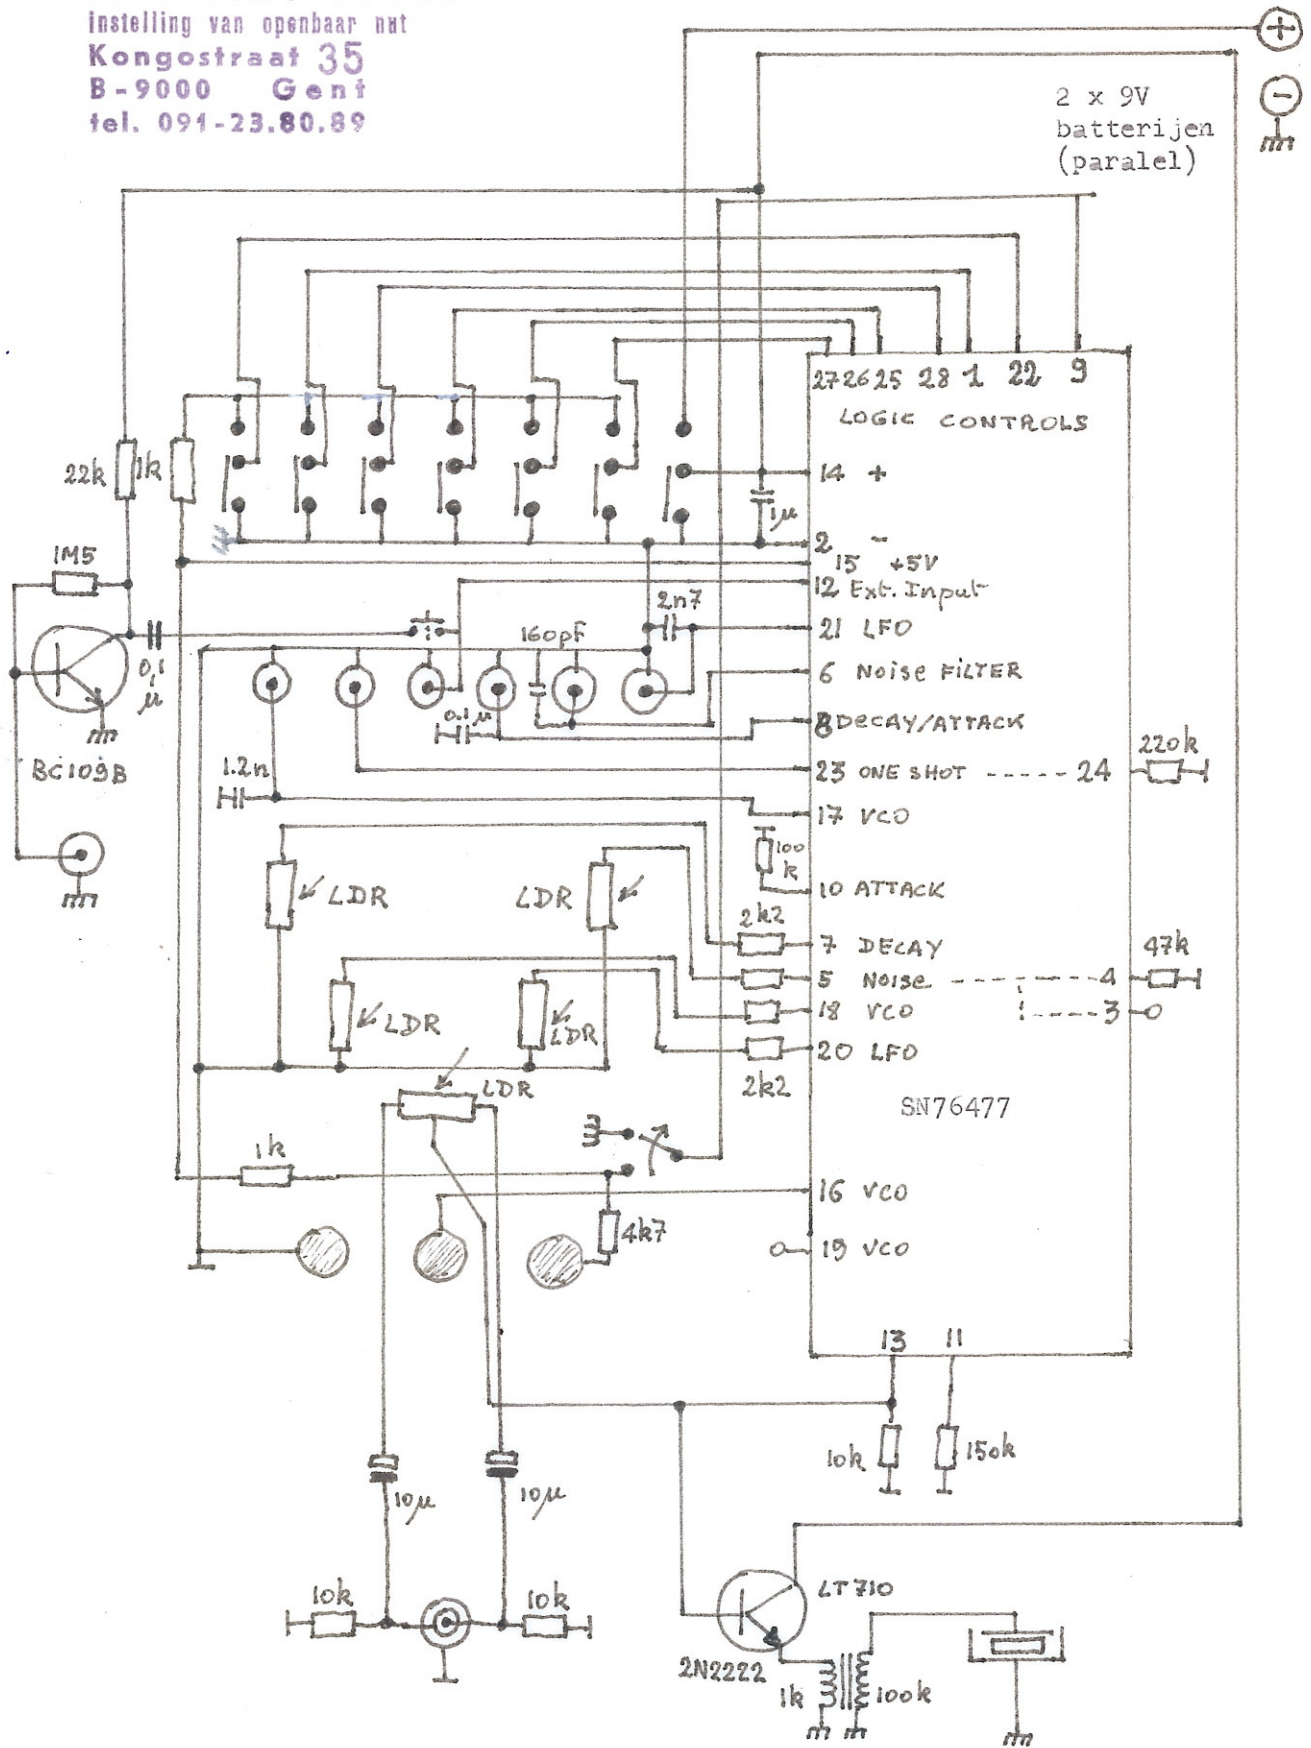 instelling van openbaar nut
Kongostraat 35
B-9000 Gent
tel. 091-23.80.89
+
-
2 x 9V
batterijen
(paralel)
27 26 25 28 1 22 9
LOGIC CONTROLS
22k 1k
14 +
1µ
2 -
15 +5V
1M5
12 Ext. Input
2n7
21 LFO
160pF
6 NOISE FILTER
0,1
µ
0.1µ
8 DECAY/ATTACK
BC109B
1.2n
23 ONE SHOT ----- 24
220k
17 VCO
100
k
LDR
LDR
10 ATTACK
2k2
7 DECAY
47k
5 NOISE ---- 4
18 VCO
3
LDR
LDR
20 LFO
2k2
LDR
SN76477
1k
16 VCO
4k7
19 VCO
13 11
10k
150k
10µ
10µ
LT710
10k
10k
2N2222
1k
100k